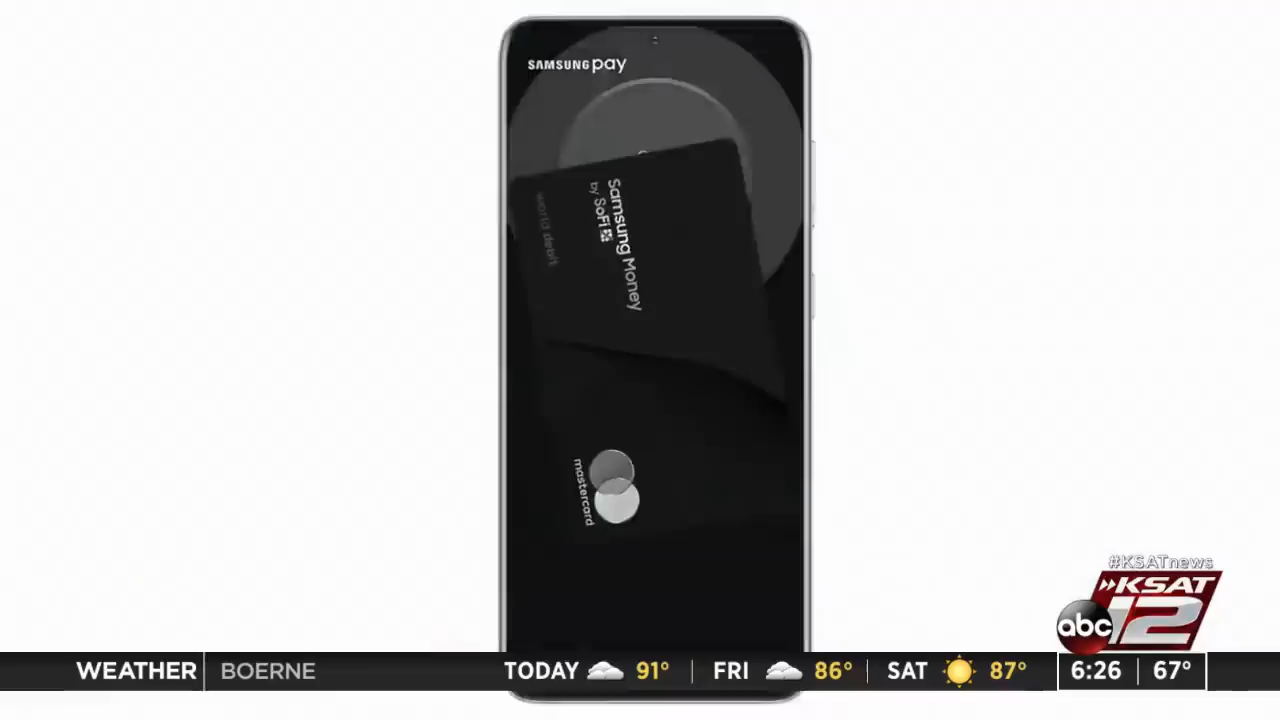 SAMSUNG pay
Samsung Money
by SoFi
world debit
mastercard
#KSATnews
KSAT
abc 12
WEATHER BOERNE TODAY 91° FRI 86° SAT 87° 6:26 67°